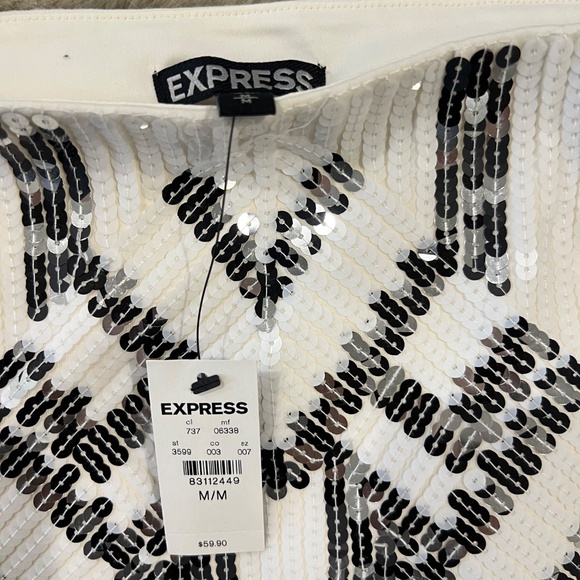 EXPRESS
EXPRESS
cl mf
737 06338
st co sz
3599 003 007
83112449
M/M
$59.90